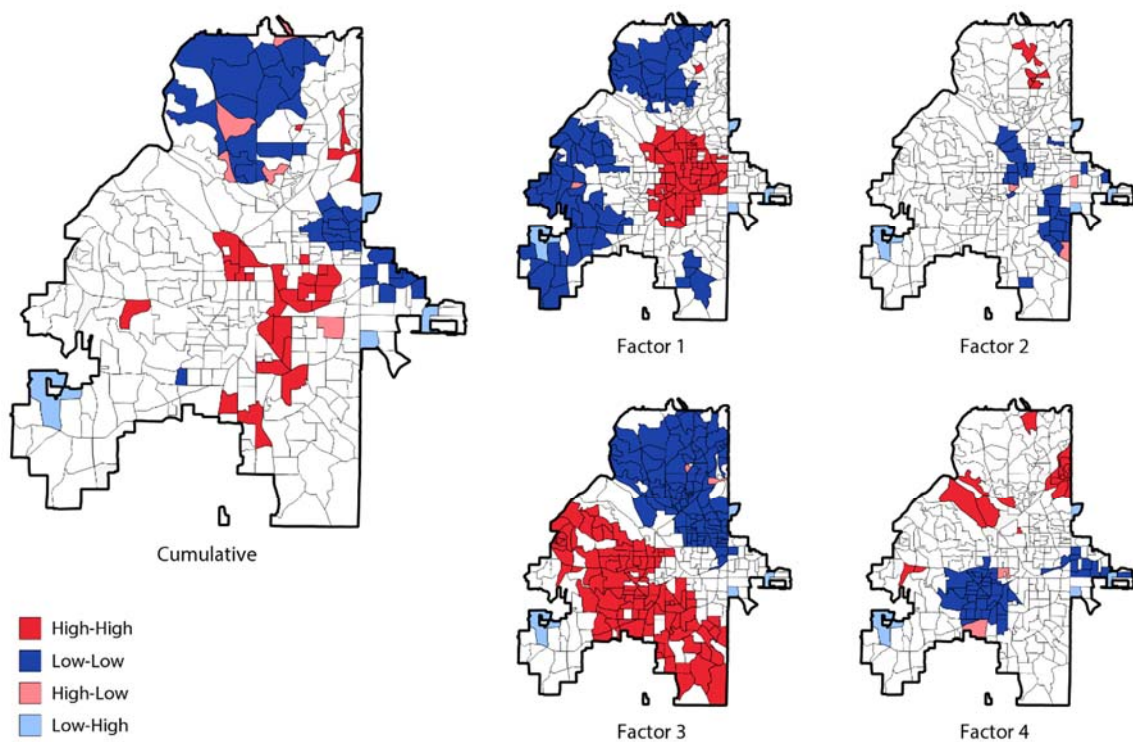 Cumulative
High-High
Low-Low
High-Low
Low-High
Factor 1
Factor 2
Factor 3
Factor 4